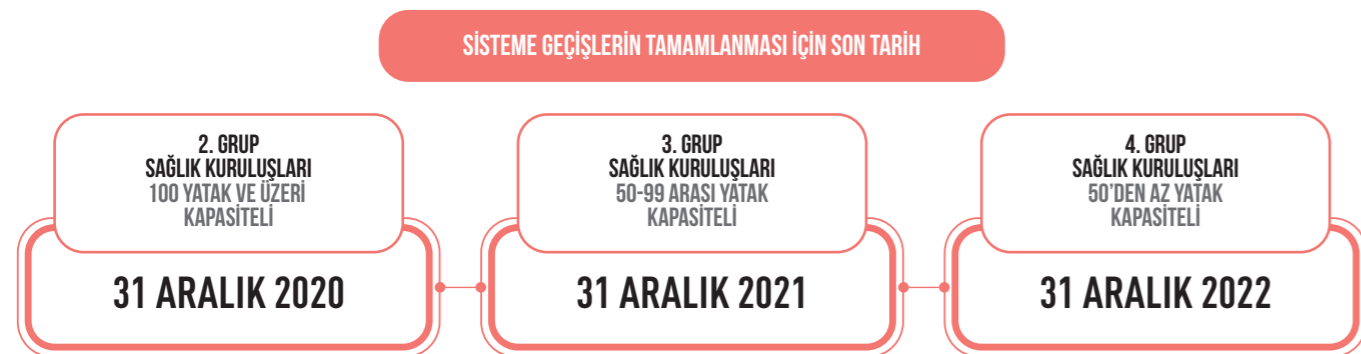 SİSTEME GEÇİŞLERİN TAMAMLANMASI İÇİN SON TARİH
2. GRUP
SAĞLIK KURULUŞLARI
100 YATAK VE ÜZERİ
KAPASİTELİ
31 ARALIK 2020
3. GRUP
SAĞLIK KURULUŞLARI
50-99 ARASI YATAK
KAPASİTELİ
31 ARALIK 2021
4. GRUP
SAĞLIK KURULUŞLARI
50'DEN AZ YATAK
KAPASİTELİ
31 ARALIK 2022